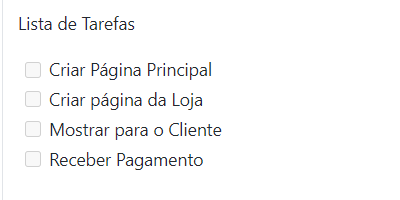 Lista de Tarefas
Criar Página Principal
Criar página da Loja
Mostrar para o Cliente
Receber Pagamento